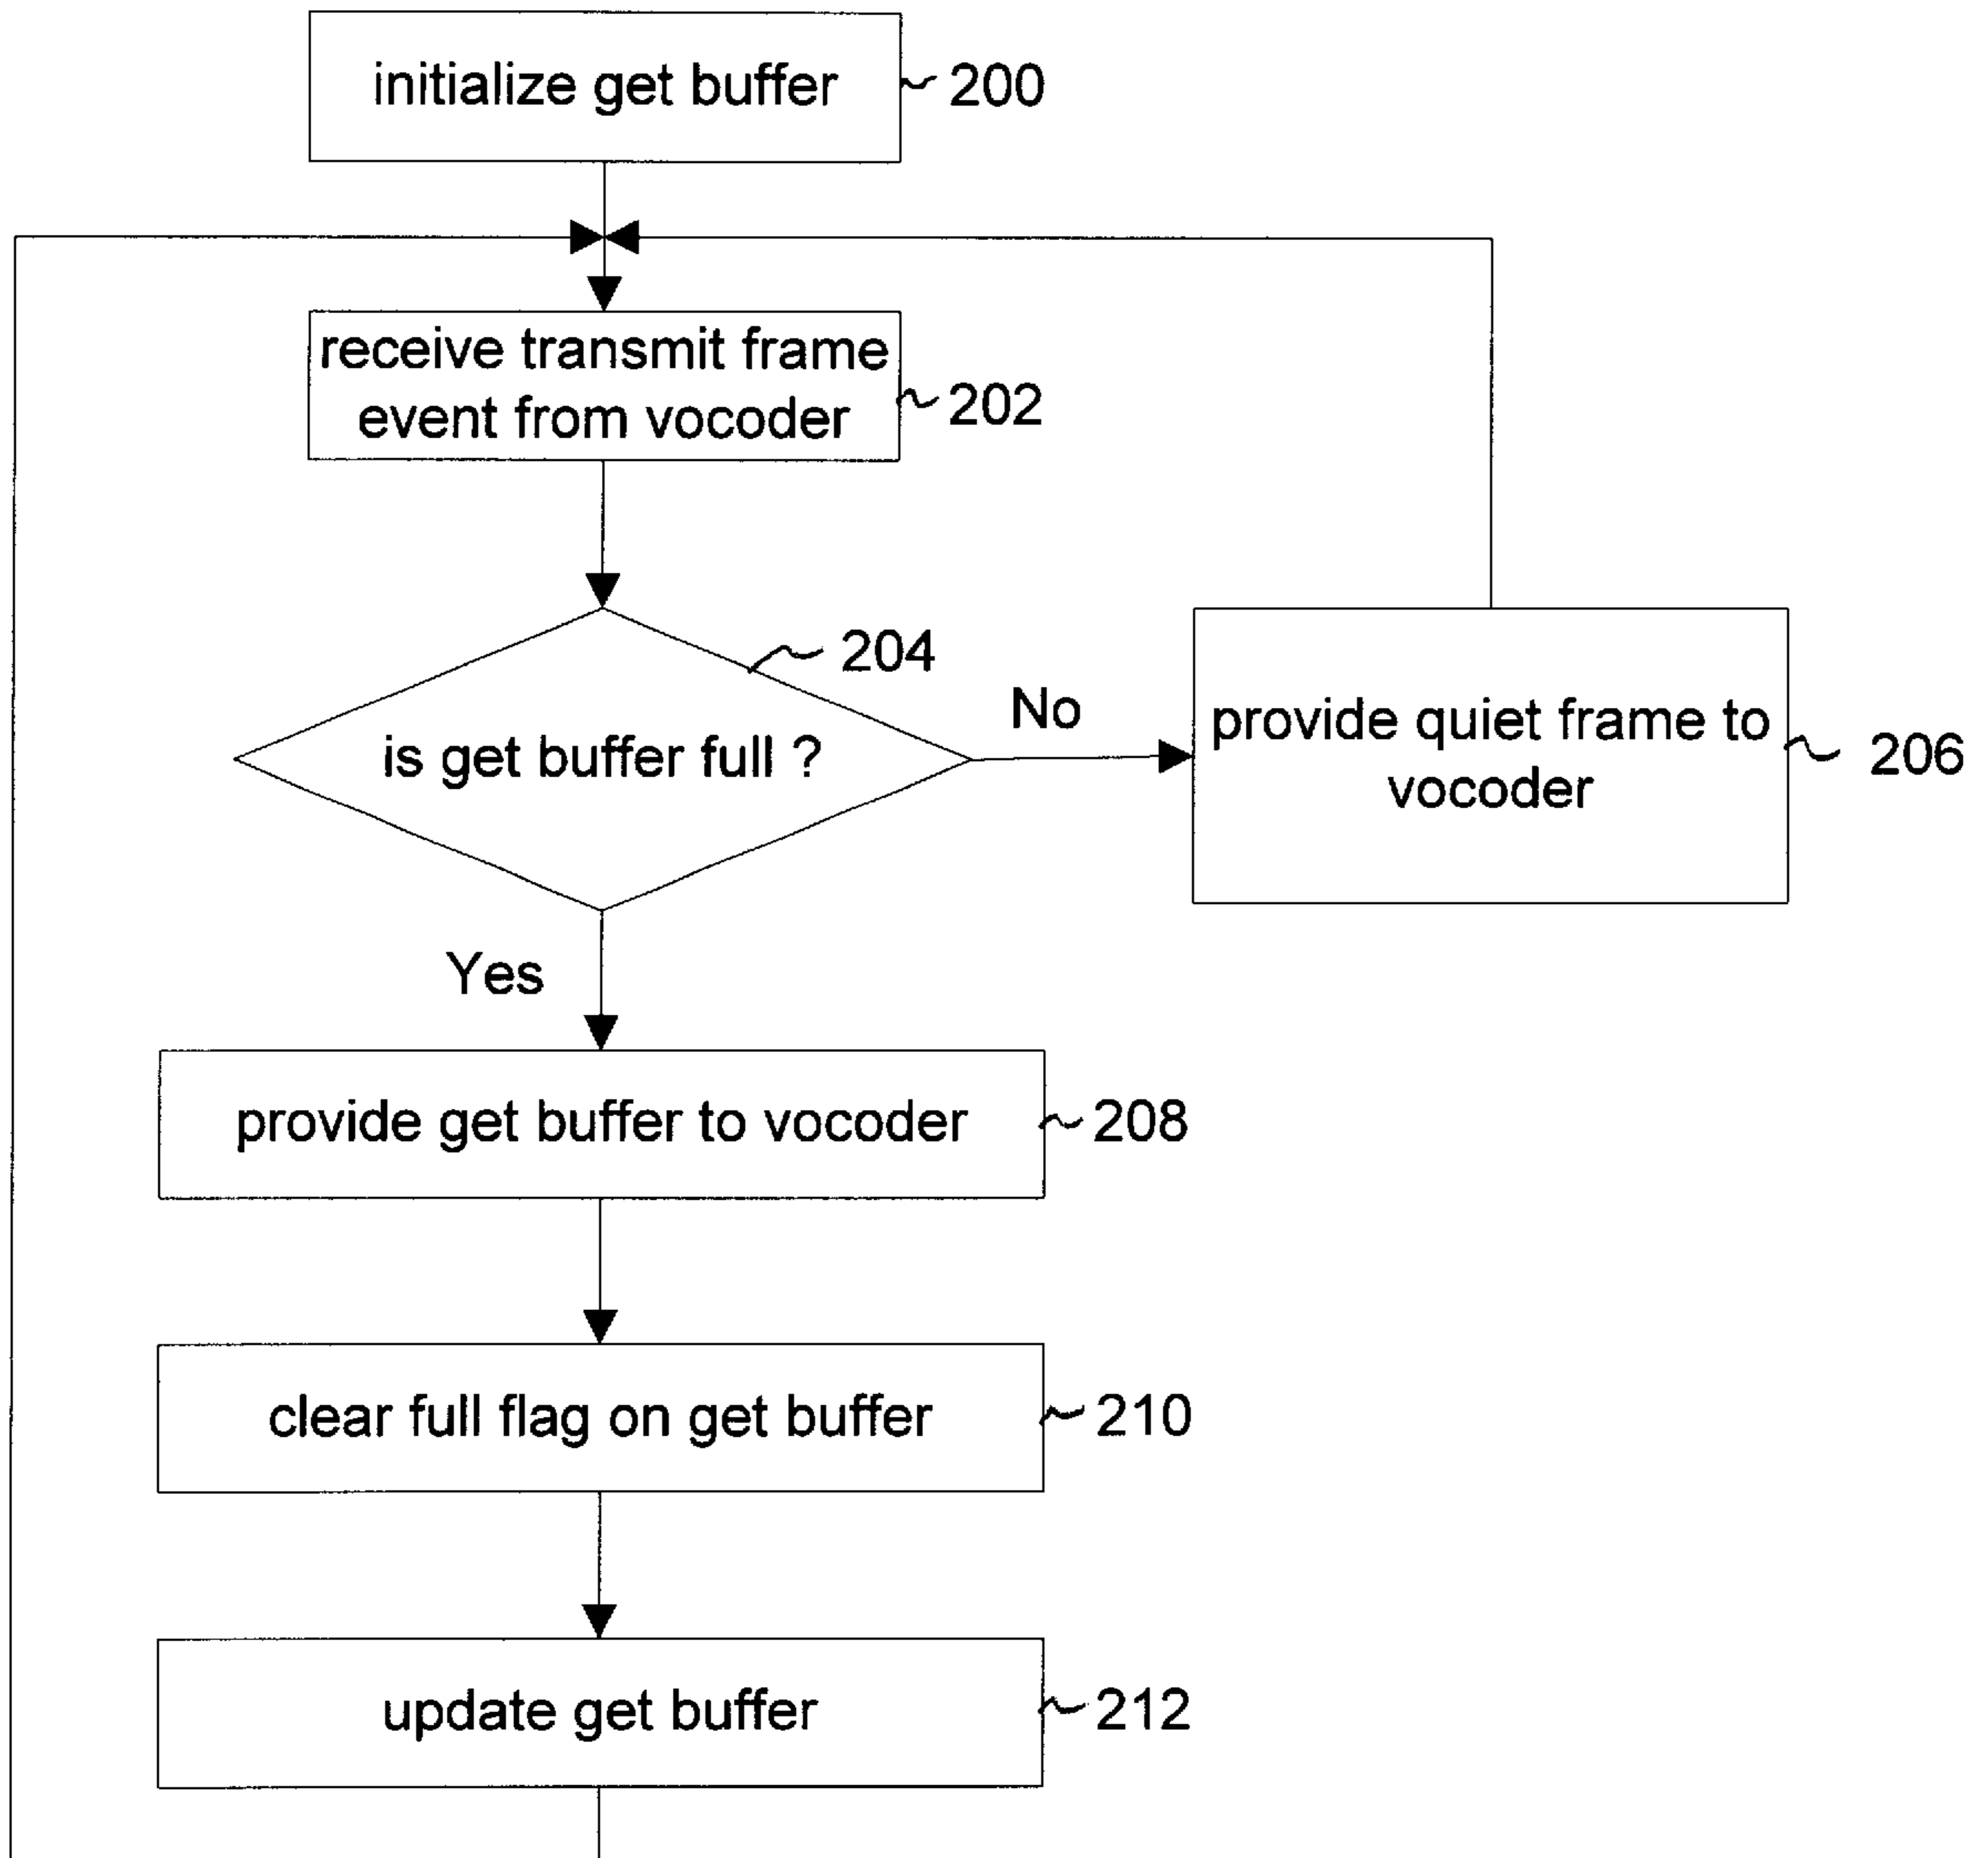 initialize get buffer
200
receive transmit frame
event from vocoder
202
204
is get buffer full ?
No
provide quiet frame to
vocoder
206
Yes
provide get buffer to vocoder
208
clear full flag on get buffer
210
update get buffer
212